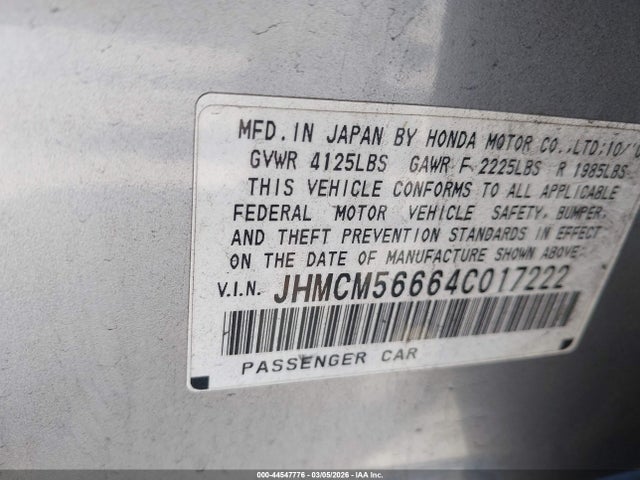 MFD. IN JAPAN BY HONDA MOTOR CO.,LTD.:10/
GVWR 4125LBS GAWR F 2225LBS R 1985LBS
THIS VEHICLE CONFORMS TO ALL APPLICABLE
FEDERAL MOTOR VEHICLE SAFETY, BUMPER,
AND THEFT PREVENTION STANDARDS IN EFFECT
ON THE DATE OF MANUFACTURE SHOWN ABOVE.
V.I.N. JHMCM56664C017222
PASSENGER CAR
000-44547776 - 03/05/2026 - IAA Inc.